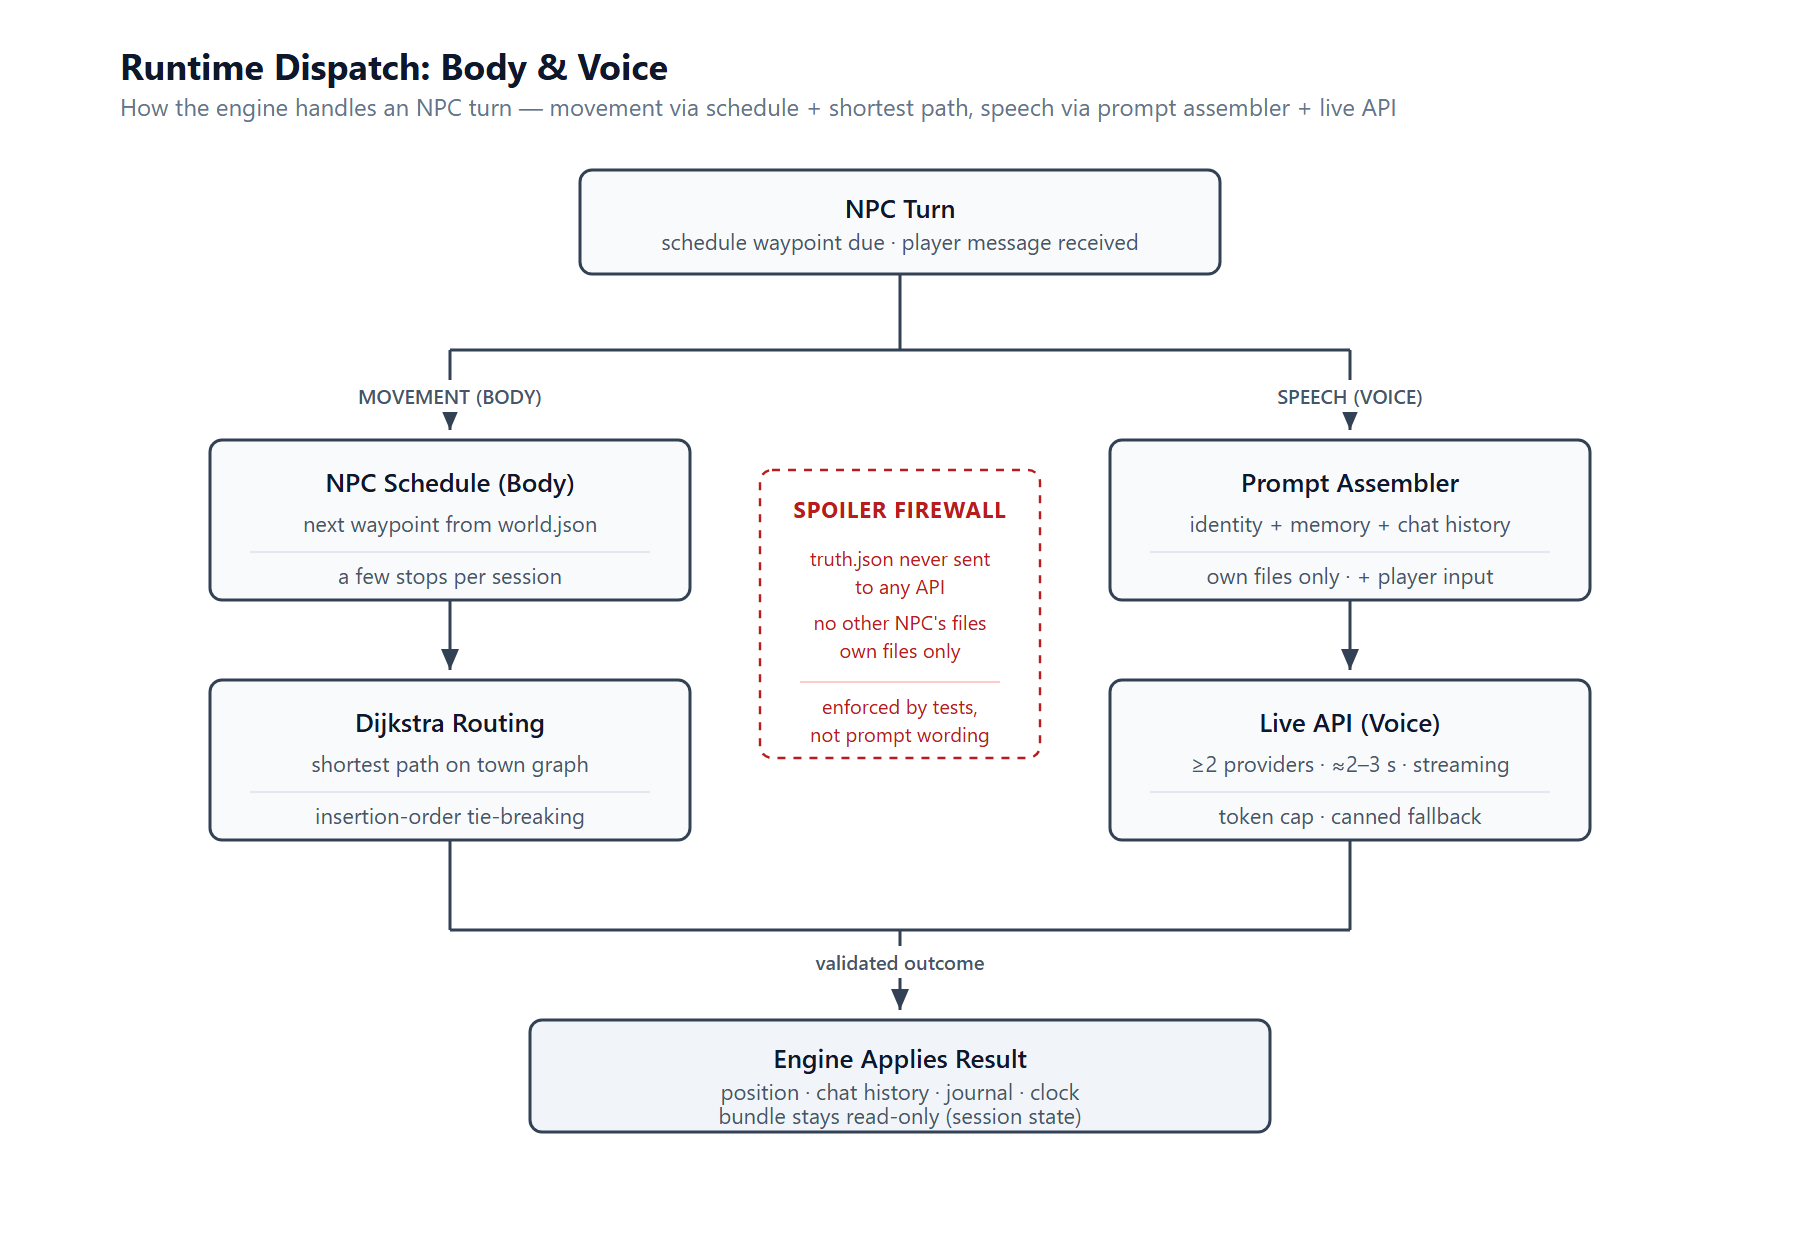 Runtime Dispatch: Body & Voice
How the engine handles an NPC turn — movement via schedule + shortest path, speech via prompt assembler + live API
NPC Turn
schedule waypoint due · player message received
MOVEMENT (BODY)
SPEECH (VOICE)
NPC Schedule (Body)
next waypoint from world.json
a few stops per session
SPOILER FIREWALL
truth.json never sent
to any API
no other NPC's files
own files only
enforced by tests,
not prompt wording
Prompt Assembler
identity + memory + chat history
own files only · + player input
Dijkstra Routing
shortest path on town graph
insertion-order tie-breaking
Live API (Voice)
≥2 providers · ≈2–3 s · streaming
token cap · canned fallback
validated outcome
Engine Applies Result
position · chat history · journal · clock
bundle stays read-only (session state)